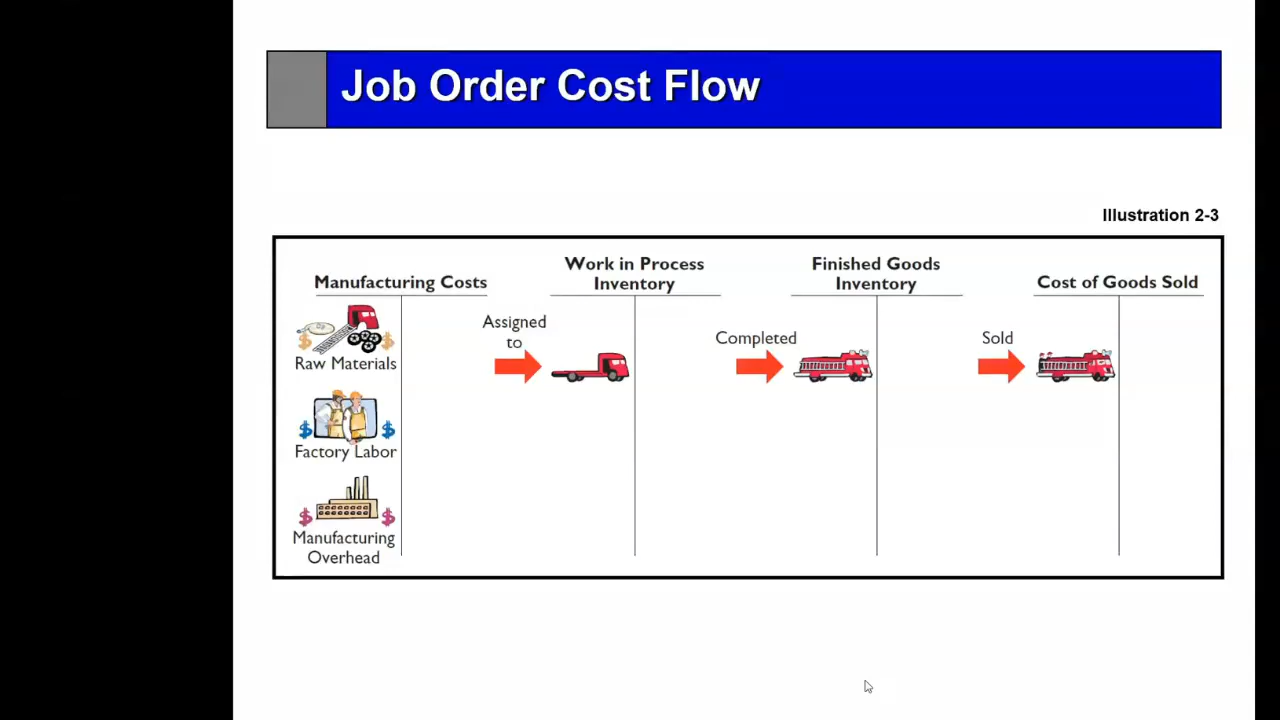 Job Order Cost Flow
Illustration 2-3
Manufacturing Costs
Work in Process
Inventory
Finished Goods
Inventory
Cost of Goods Sold
Assigned
to
Completed
Sold
$ $
Raw Materials
$ $
Factory Labor
$ $
Manufacturing
Overhead